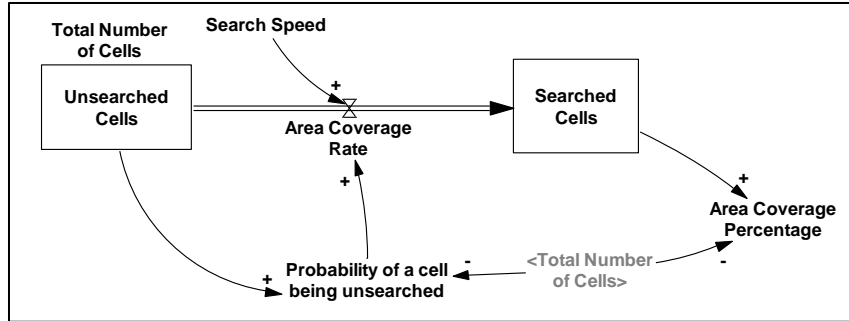 Total Number
of Cells
Search Speed
Unsearched
Cells
+
Searched
Cells
Area Coverage
Rate
+
+
Area Coverage
Percentage
+
Probability of a cell
being unsearched
-
<Total Number
of Cells>
-